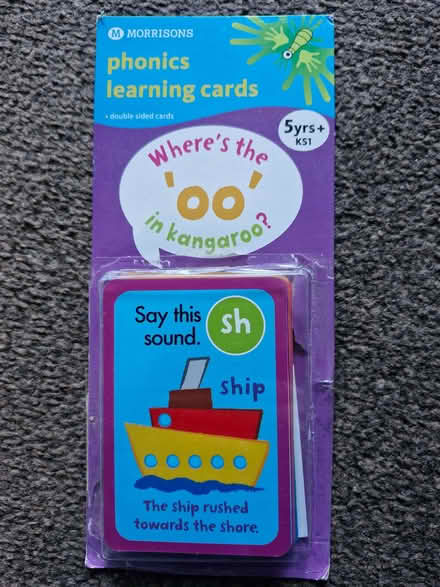 M MORRISONS
phonics
learning cards
• double sided cards
5yrs+
KS1
Where's the
'oo'
in kangaroo?
Say this
sound.
sh
ship
The ship rushed
towards the shore.